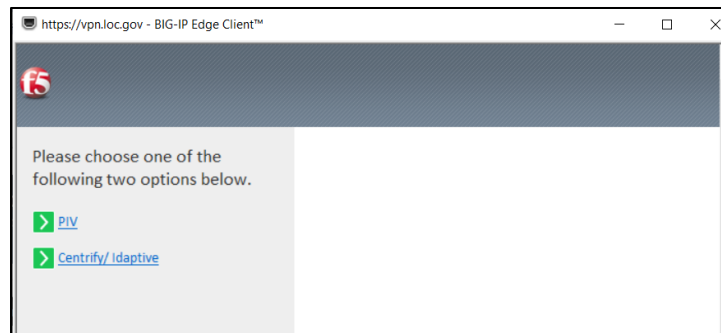 https://vpn.loc.gov - BIG-IP Edge Client™
f5
Please choose one of the
following two options below.
PIV
Centrify/ Idaptive